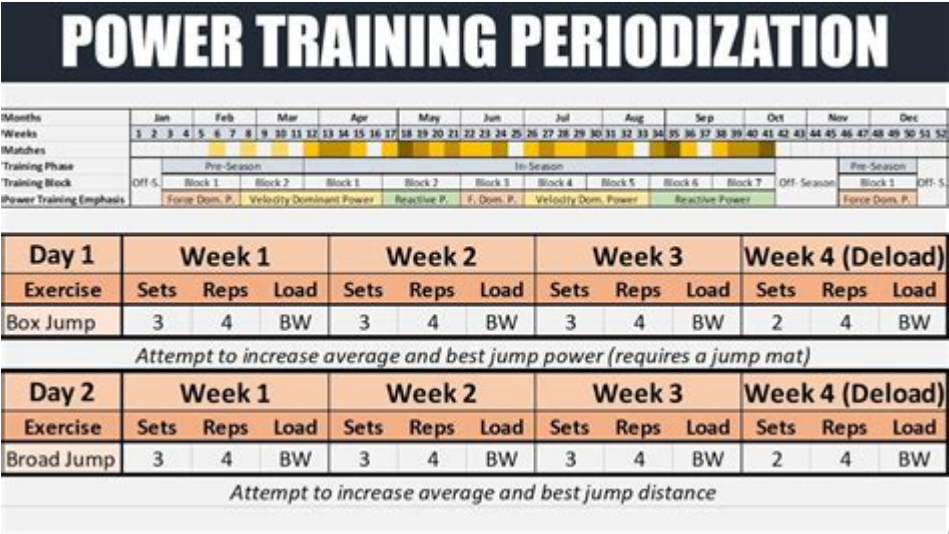 POWER TRAINING PERIODIZATION
Months Jan Feb Mar Apr May Jun Jul Aug Sep Oct Nov Dec
Weeks 1 2 3 4 5 6 7 8 9 10 11 12 13 14 15 16 17 18 19 20 21 22 23 24 25 26 27 28 29 30 31 32 33 34 35 36 37 38 39 40 41 42 43 44 45 46 47 48 49 50 51 52
Matches
Training Phase Pre-Season In-Season Pre-Season
Training Block Off-S. Block 1 Block 2 Block 1 Block 2 Block 3 Block 4 Block 5 Block 6 Block 7 Off-Season Block 1 Off-S.
Power Training Emphasis Force Dom. P. Velocity Dominant Power Reactive P. F. Dom. P. Velocity Dom. Power Reactive Power Force Dom. P.
Day 1 Week 1 Week 2 Week 3 Week 4 (Deload)
Exercise Sets Reps Load Sets Reps Load Sets Reps Load Sets Reps Load
Box Jump 3 4 BW 3 4 BW 3 4 BW 2 4 BW
Attempt to increase average and best jump power (requires a jump mat)
Day 2 Week 1 Week 2 Week 3 Week 4 (Deload)
Exercise Sets Reps Load Sets Reps Load Sets Reps Load Sets Reps Load
Broad Jump 3 4 BW 3 4 BW 3 4 BW 2 4 BW
Attempt to increase average and best jump distance